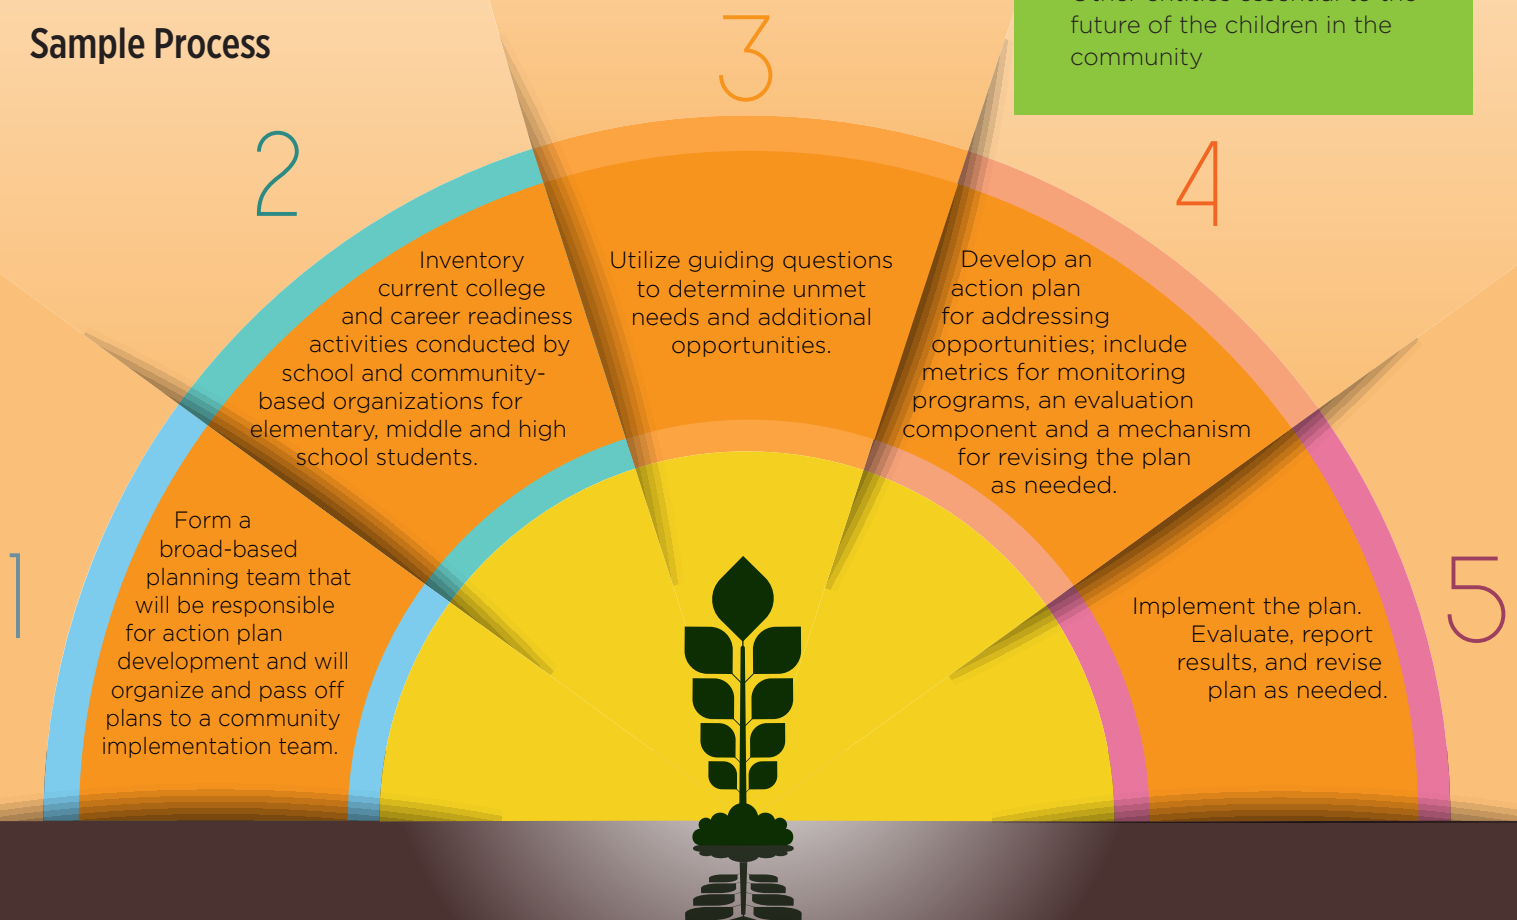 Sample Process
future of the children in the
community
1
Form a
broad-based
planning team that
will be responsible
for action plan
development and will
organize and pass off
plans to a community
implementation team.
2
Inventory
current college
and career readiness
activities conducted by
school and community-
based organizations for
elementary, middle and high
school students.
3
Utilize guiding questions
to determine unmet
needs and additional
opportunities.
4
Develop an
action plan
for addressing
opportunities; include
metrics for monitoring
programs, an evaluation
component and a mechanism
for revising the plan
as needed.
5
Implement the plan.
Evaluate, report
results, and revise
plan as needed.